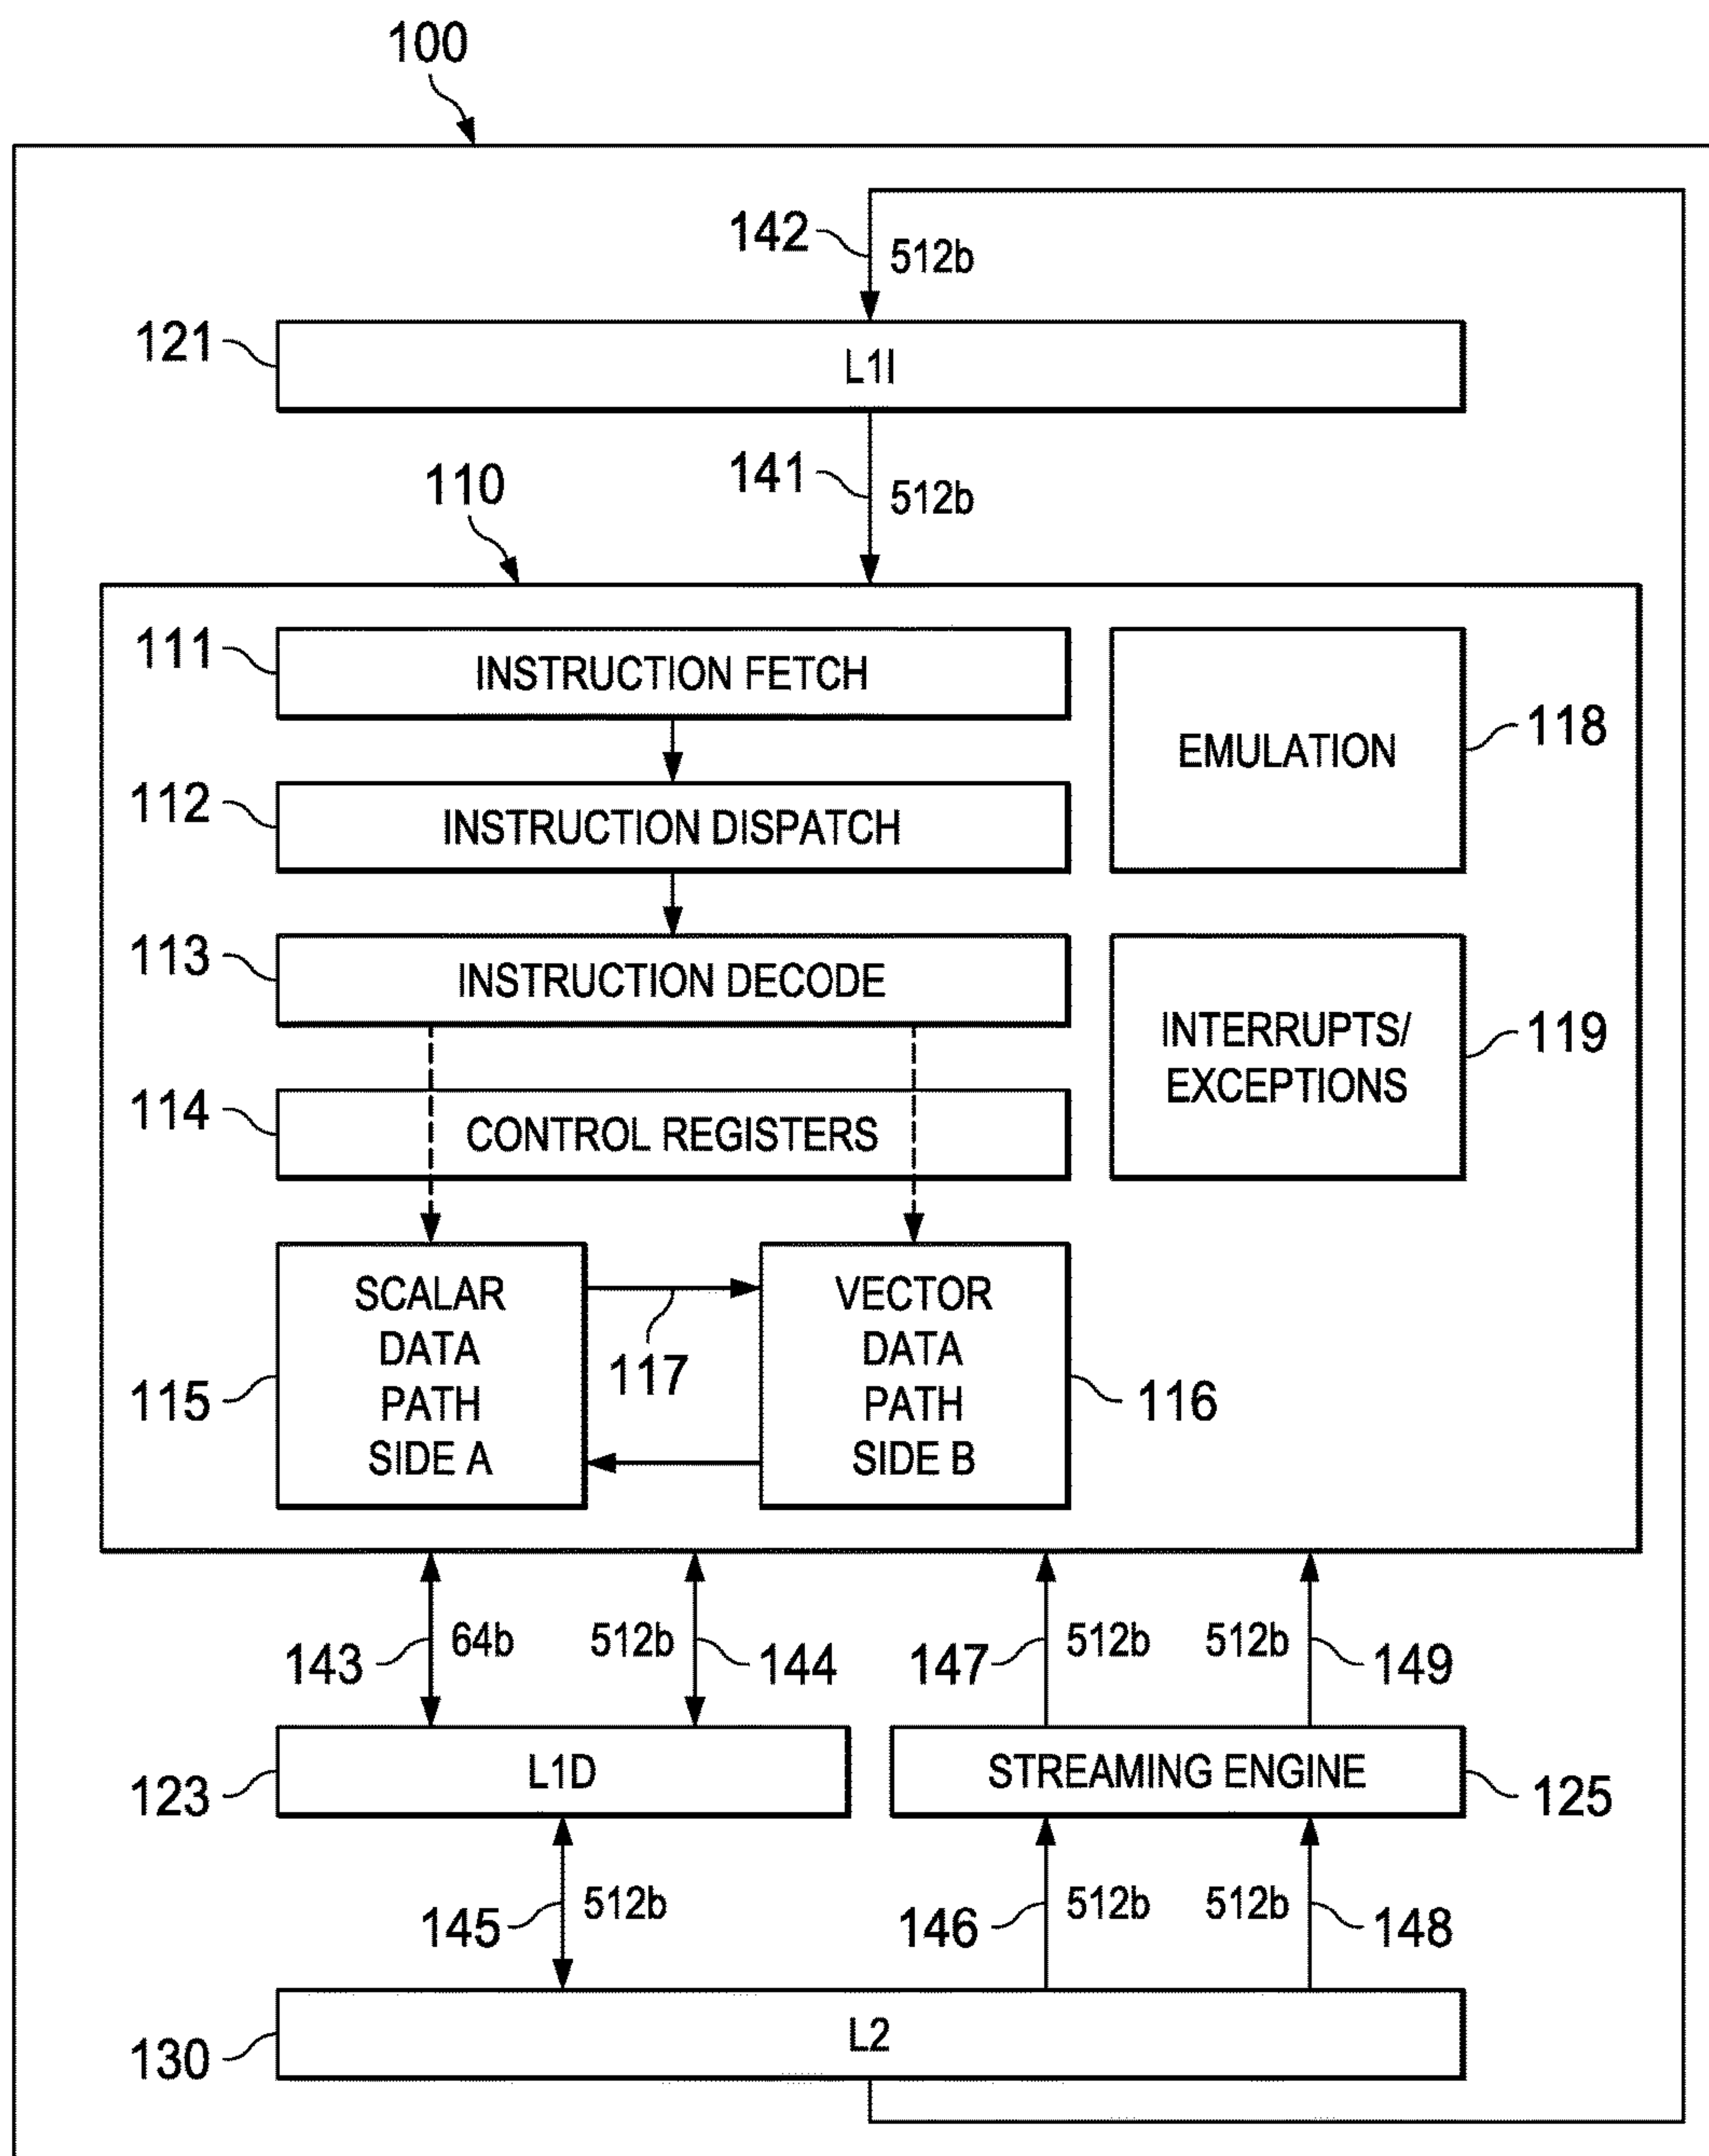 100
142
512b
121
L1I
141
512b
110
111
INSTRUCTION FETCH
EMULATION
118
112
INSTRUCTION DISPATCH
113
INSTRUCTION DECODE
INTERRUPTS/
EXCEPTIONS
119
114
CONTROL REGISTERS
SCALAR
DATA
PATH
SIDE A
115
117
VECTOR
DATA
PATH
SIDE B
116
143
64b
512b
144
147
512b
512b
149
123
L1D
STREAMING ENGINE
125
145
512b
146
512b
512b
148
130
L2